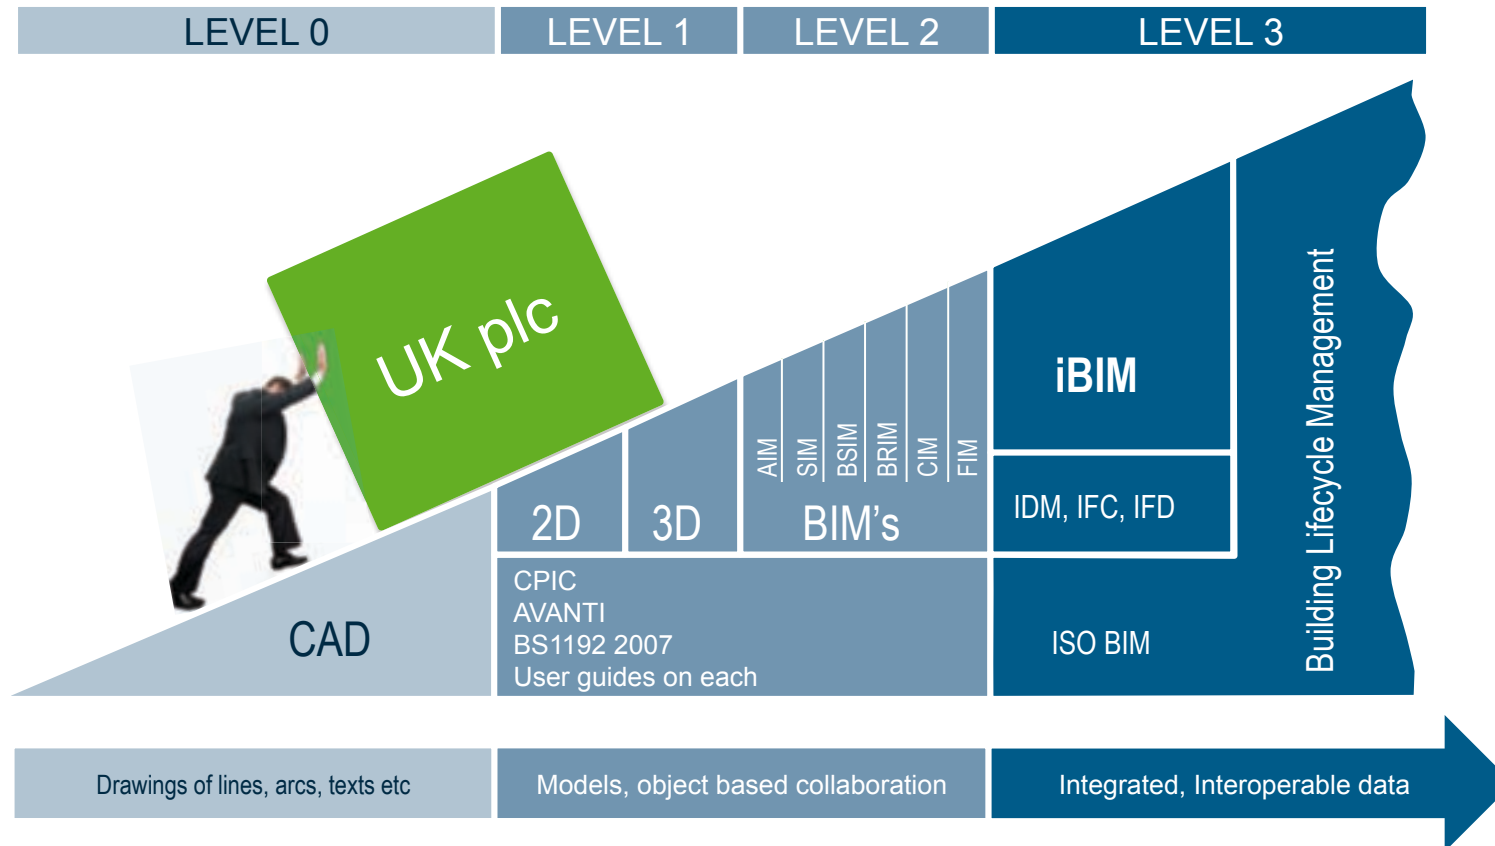 LEVEL 0
LEVEL 1
LEVEL 2
LEVEL 3
UK plc
CAD
2D
3D
AIM
SIM
BSIM
BRIM
CIM
FIM
BIM's
CPIC
AVANTI
BS1192 2007
User guides on each
iBIM
IDM, IFC, IFD
ISO BIM
Building Lifecycle Management
Drawings of lines, arcs, texts etc
Models, object based collaboration
Integrated, Interoperable data